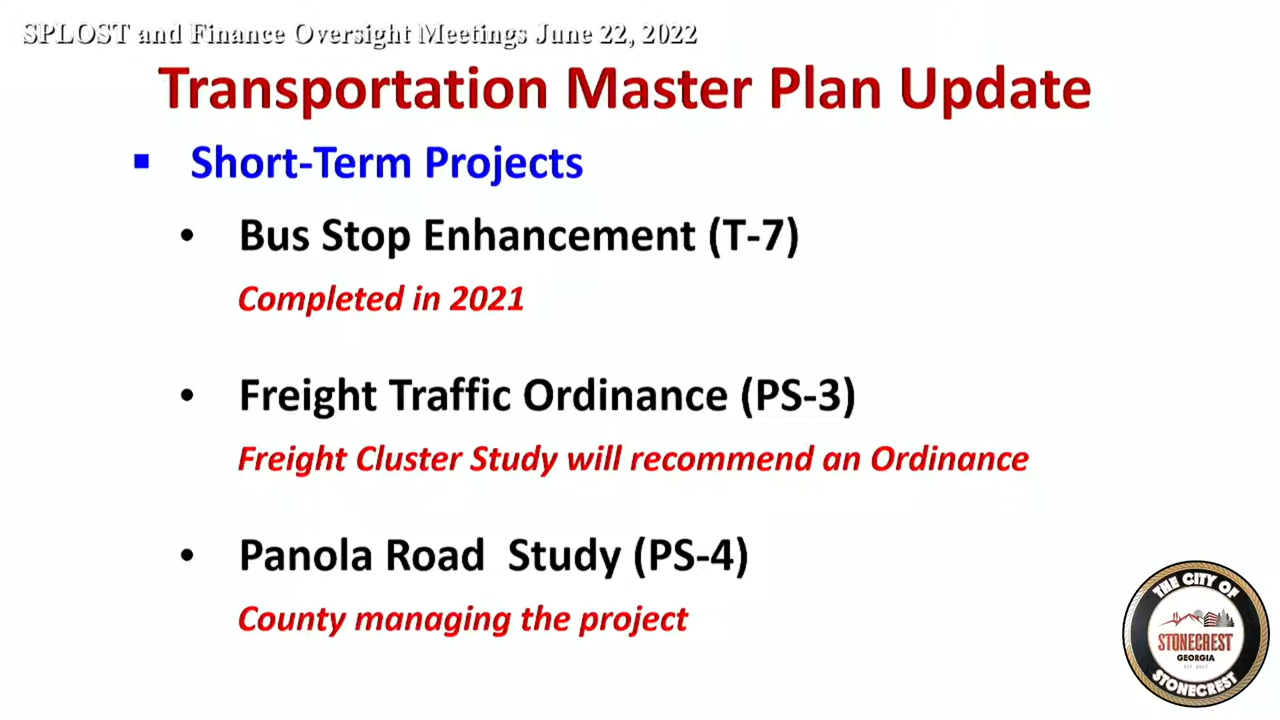 SPLOST and Finance Oversight Meetings June 22, 2022
Transportation Master Plan Update
▪ Short-Term Projects
• Bus Stop Enhancement (T-7)
Completed in 2021
• Freight Traffic Ordinance (PS-3)
Freight Cluster Study will recommend an Ordinance
• Panola Road Study (PS-4)
County managing the project
THE CITY OF
STONECREST
GEORGIA
EST. 2017
STONECREST